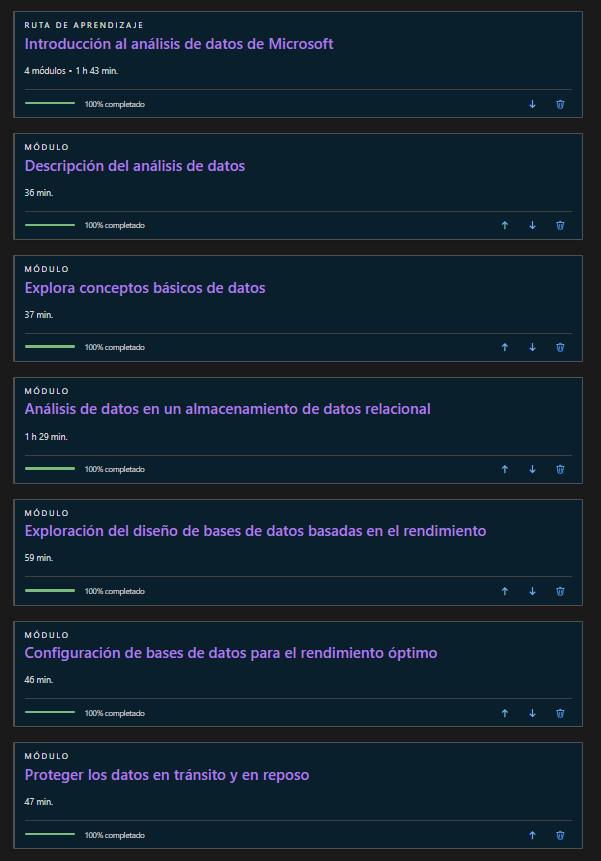 RUTA DE APRENDIZAJE
Introducción al análisis de datos de Microsoft
4 módulos • 1 h 43 min.
100% completado
MÓDULO
Descripción del análisis de datos
36 min.
100% completado
MÓDULO
Explora conceptos básicos de datos
37 min.
100% completado
MÓDULO
Análisis de datos en un almacenamiento de datos relacional
1 h 29 min.
100% completado
MÓDULO
Exploración del diseño de bases de datos basadas en el rendimiento
59 min.
100% completado
MÓDULO
Configuración de bases de datos para el rendimiento óptimo
46 min.
100% completado
MÓDULO
Proteger los datos en tránsito y en reposo
47 min.
100% completado